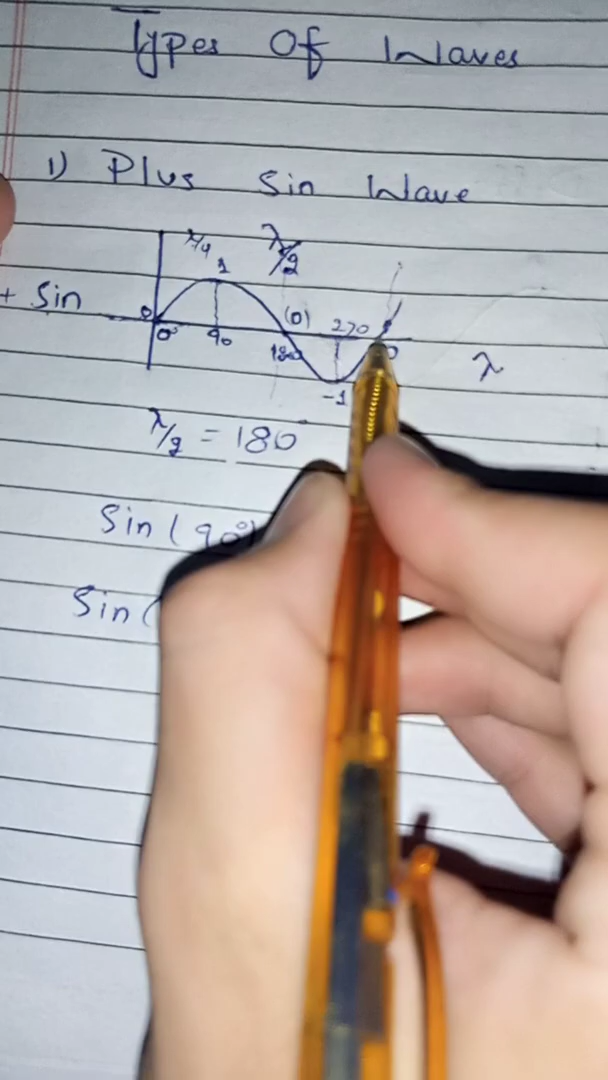 Types Of Waves
1) Plus Sin Wave
λ/4 λ/2
1
+ Sin
0 (0) 270
0° 90 180
λ
-1
λ/2 = 180°
Sin (90°)
Sin (